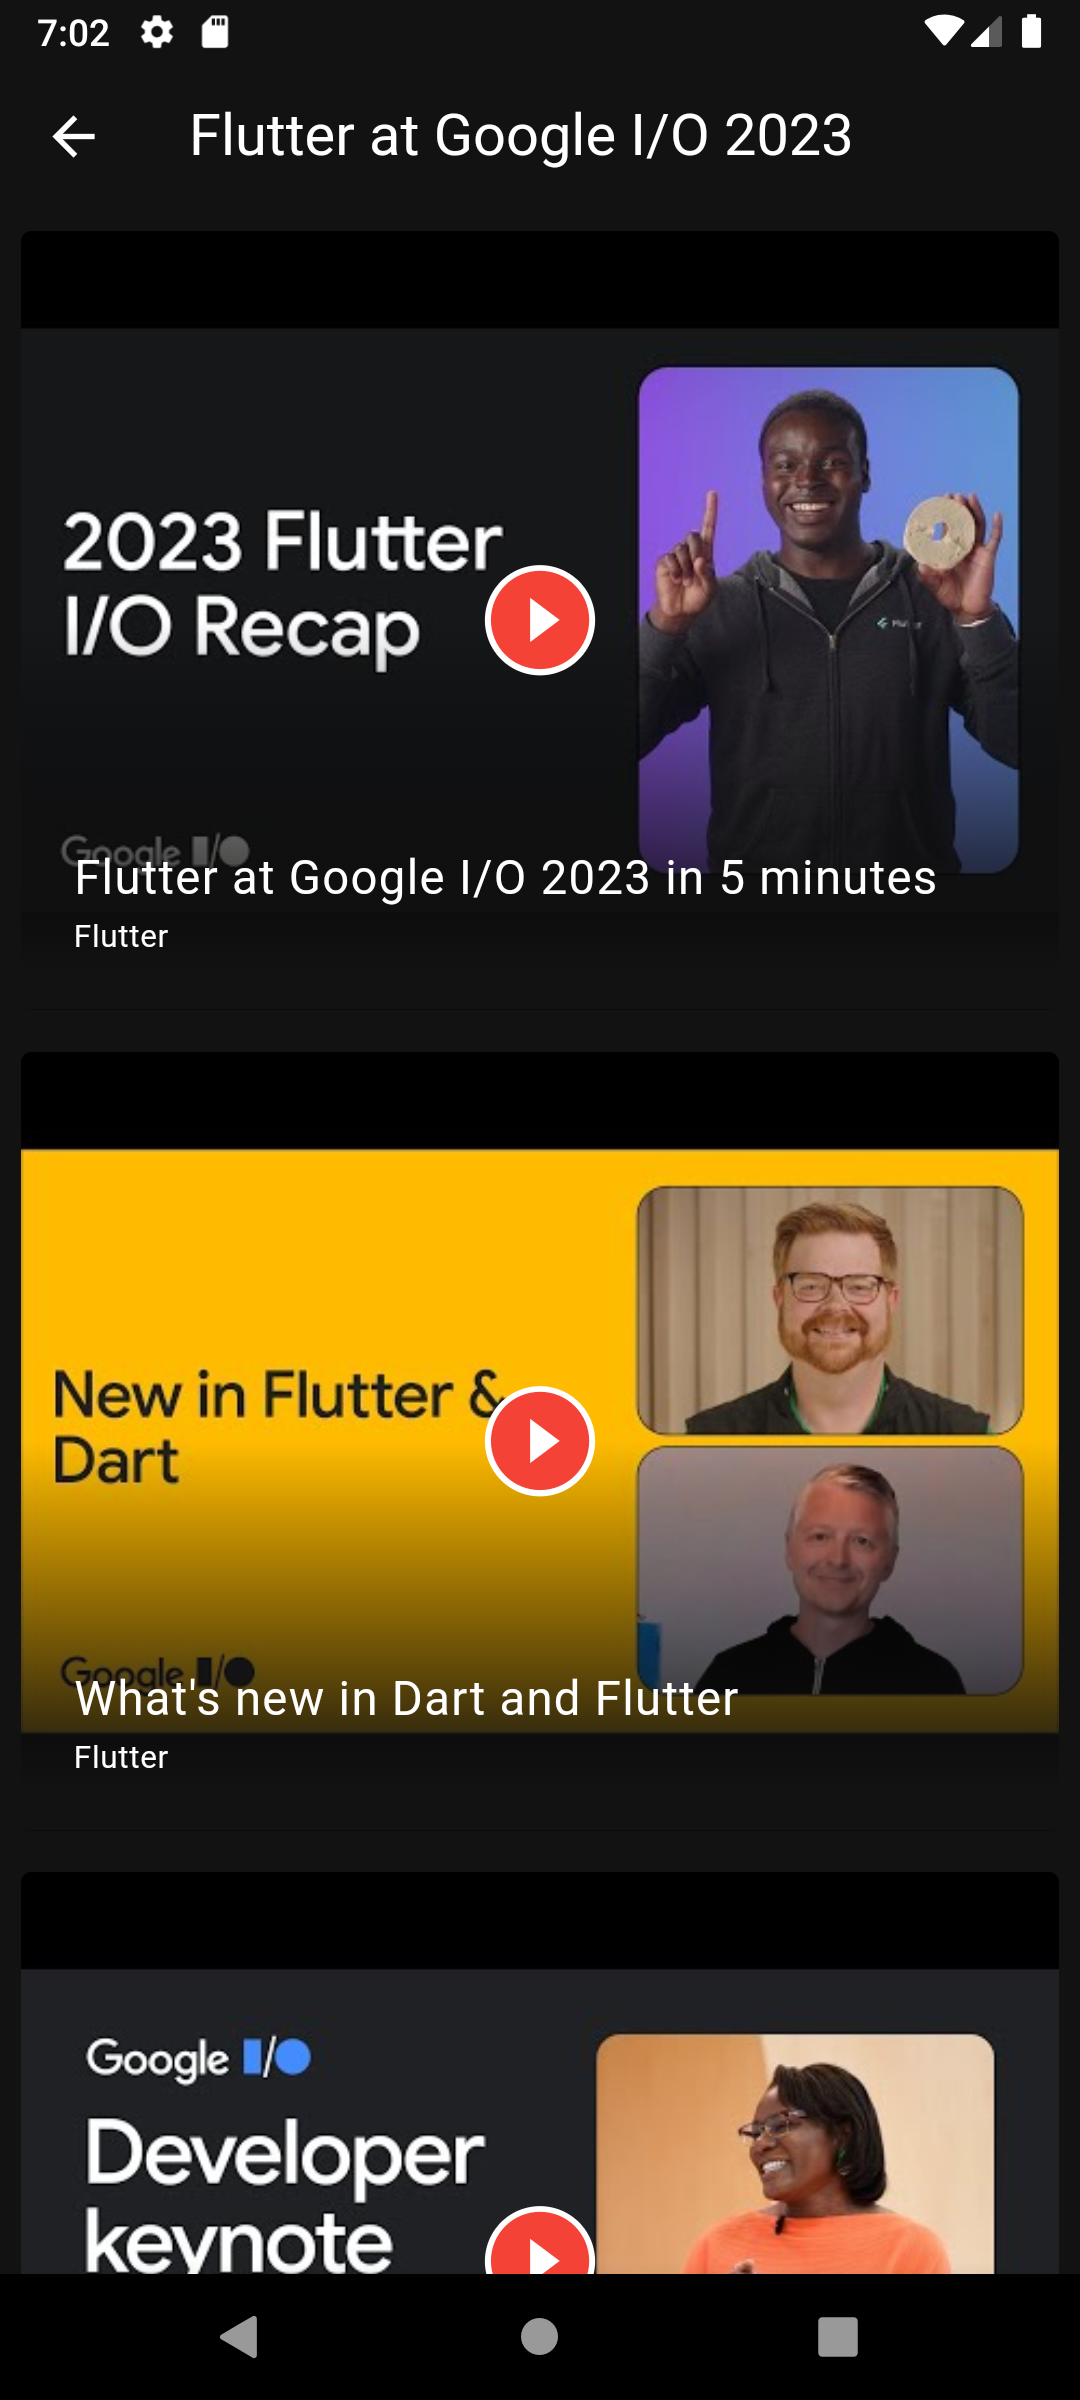 7:02
Flutter at Google I/O 2023
2023 Flutter
I/O Recap
Google I/O
Flutter at Google I/O 2023 in 5 minutes
Flutter
New in Flutter &
Dart
Google I/O
What's new in Dart and Flutter
Flutter
Google I/O
Developer
keynote